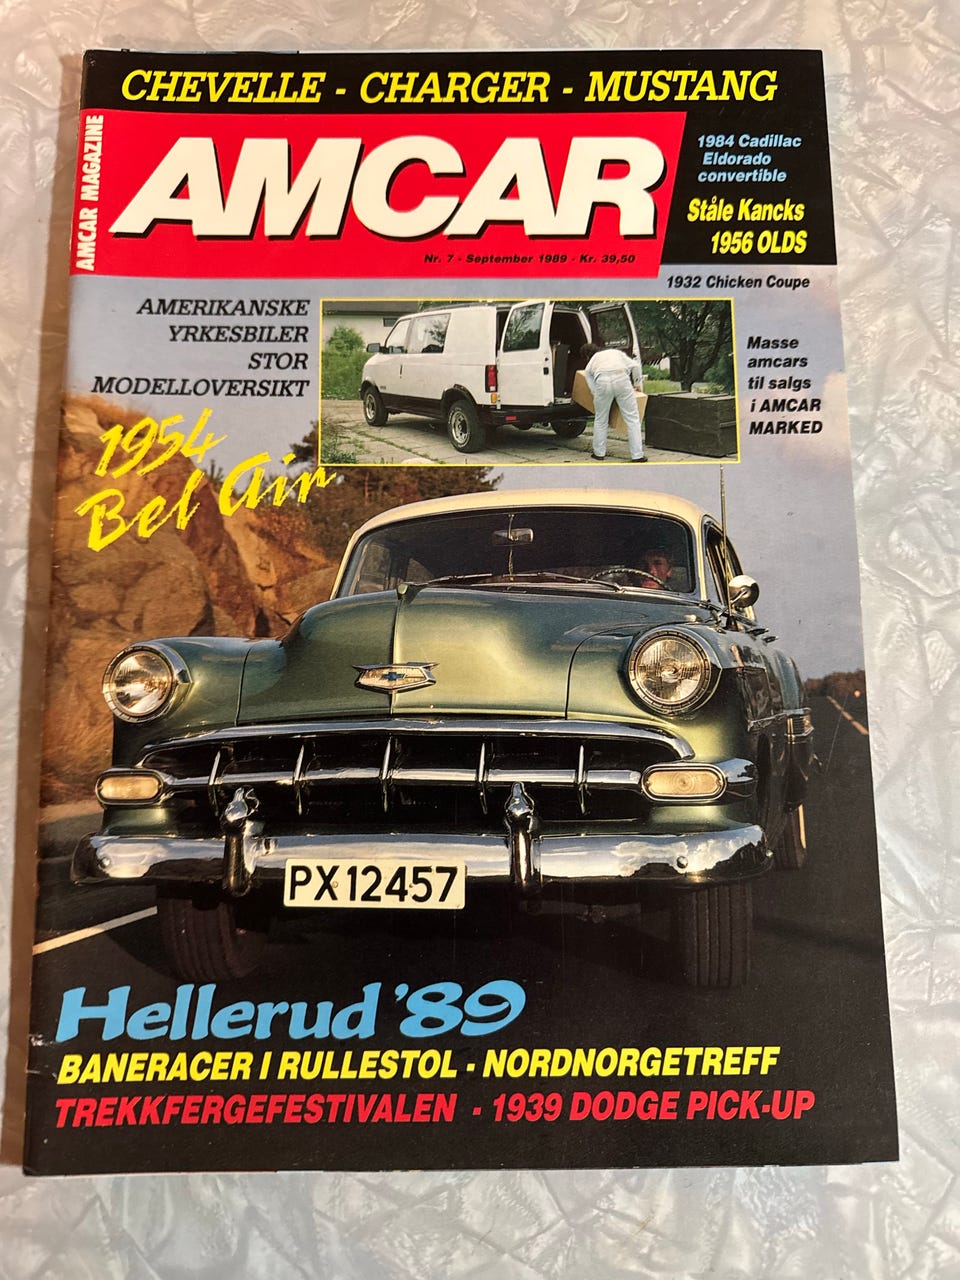 CHEVELLE - CHARGER - MUSTANG
AMCAR MAGAZINE
AMCAR
Nr. 7 - September 1989 - Kr. 39,50
1984 Cadillac
Eldorado
convertible
Ståle Kancks
1956 OLDS
1932 Chicken Coupe
AMERIKANSKE
YRKESBILER
STOR
MODELLOVERSIKT
Masse
amcars
til salgs
i AMCAR
MARKED
1954
Bel Air
PX 12457
Hellerud '89
BANERACER I RULLESTOL - NORDNORGETREFF
TREKKFERGEFESTIVALEN - 1939 DODGE PICK-UP